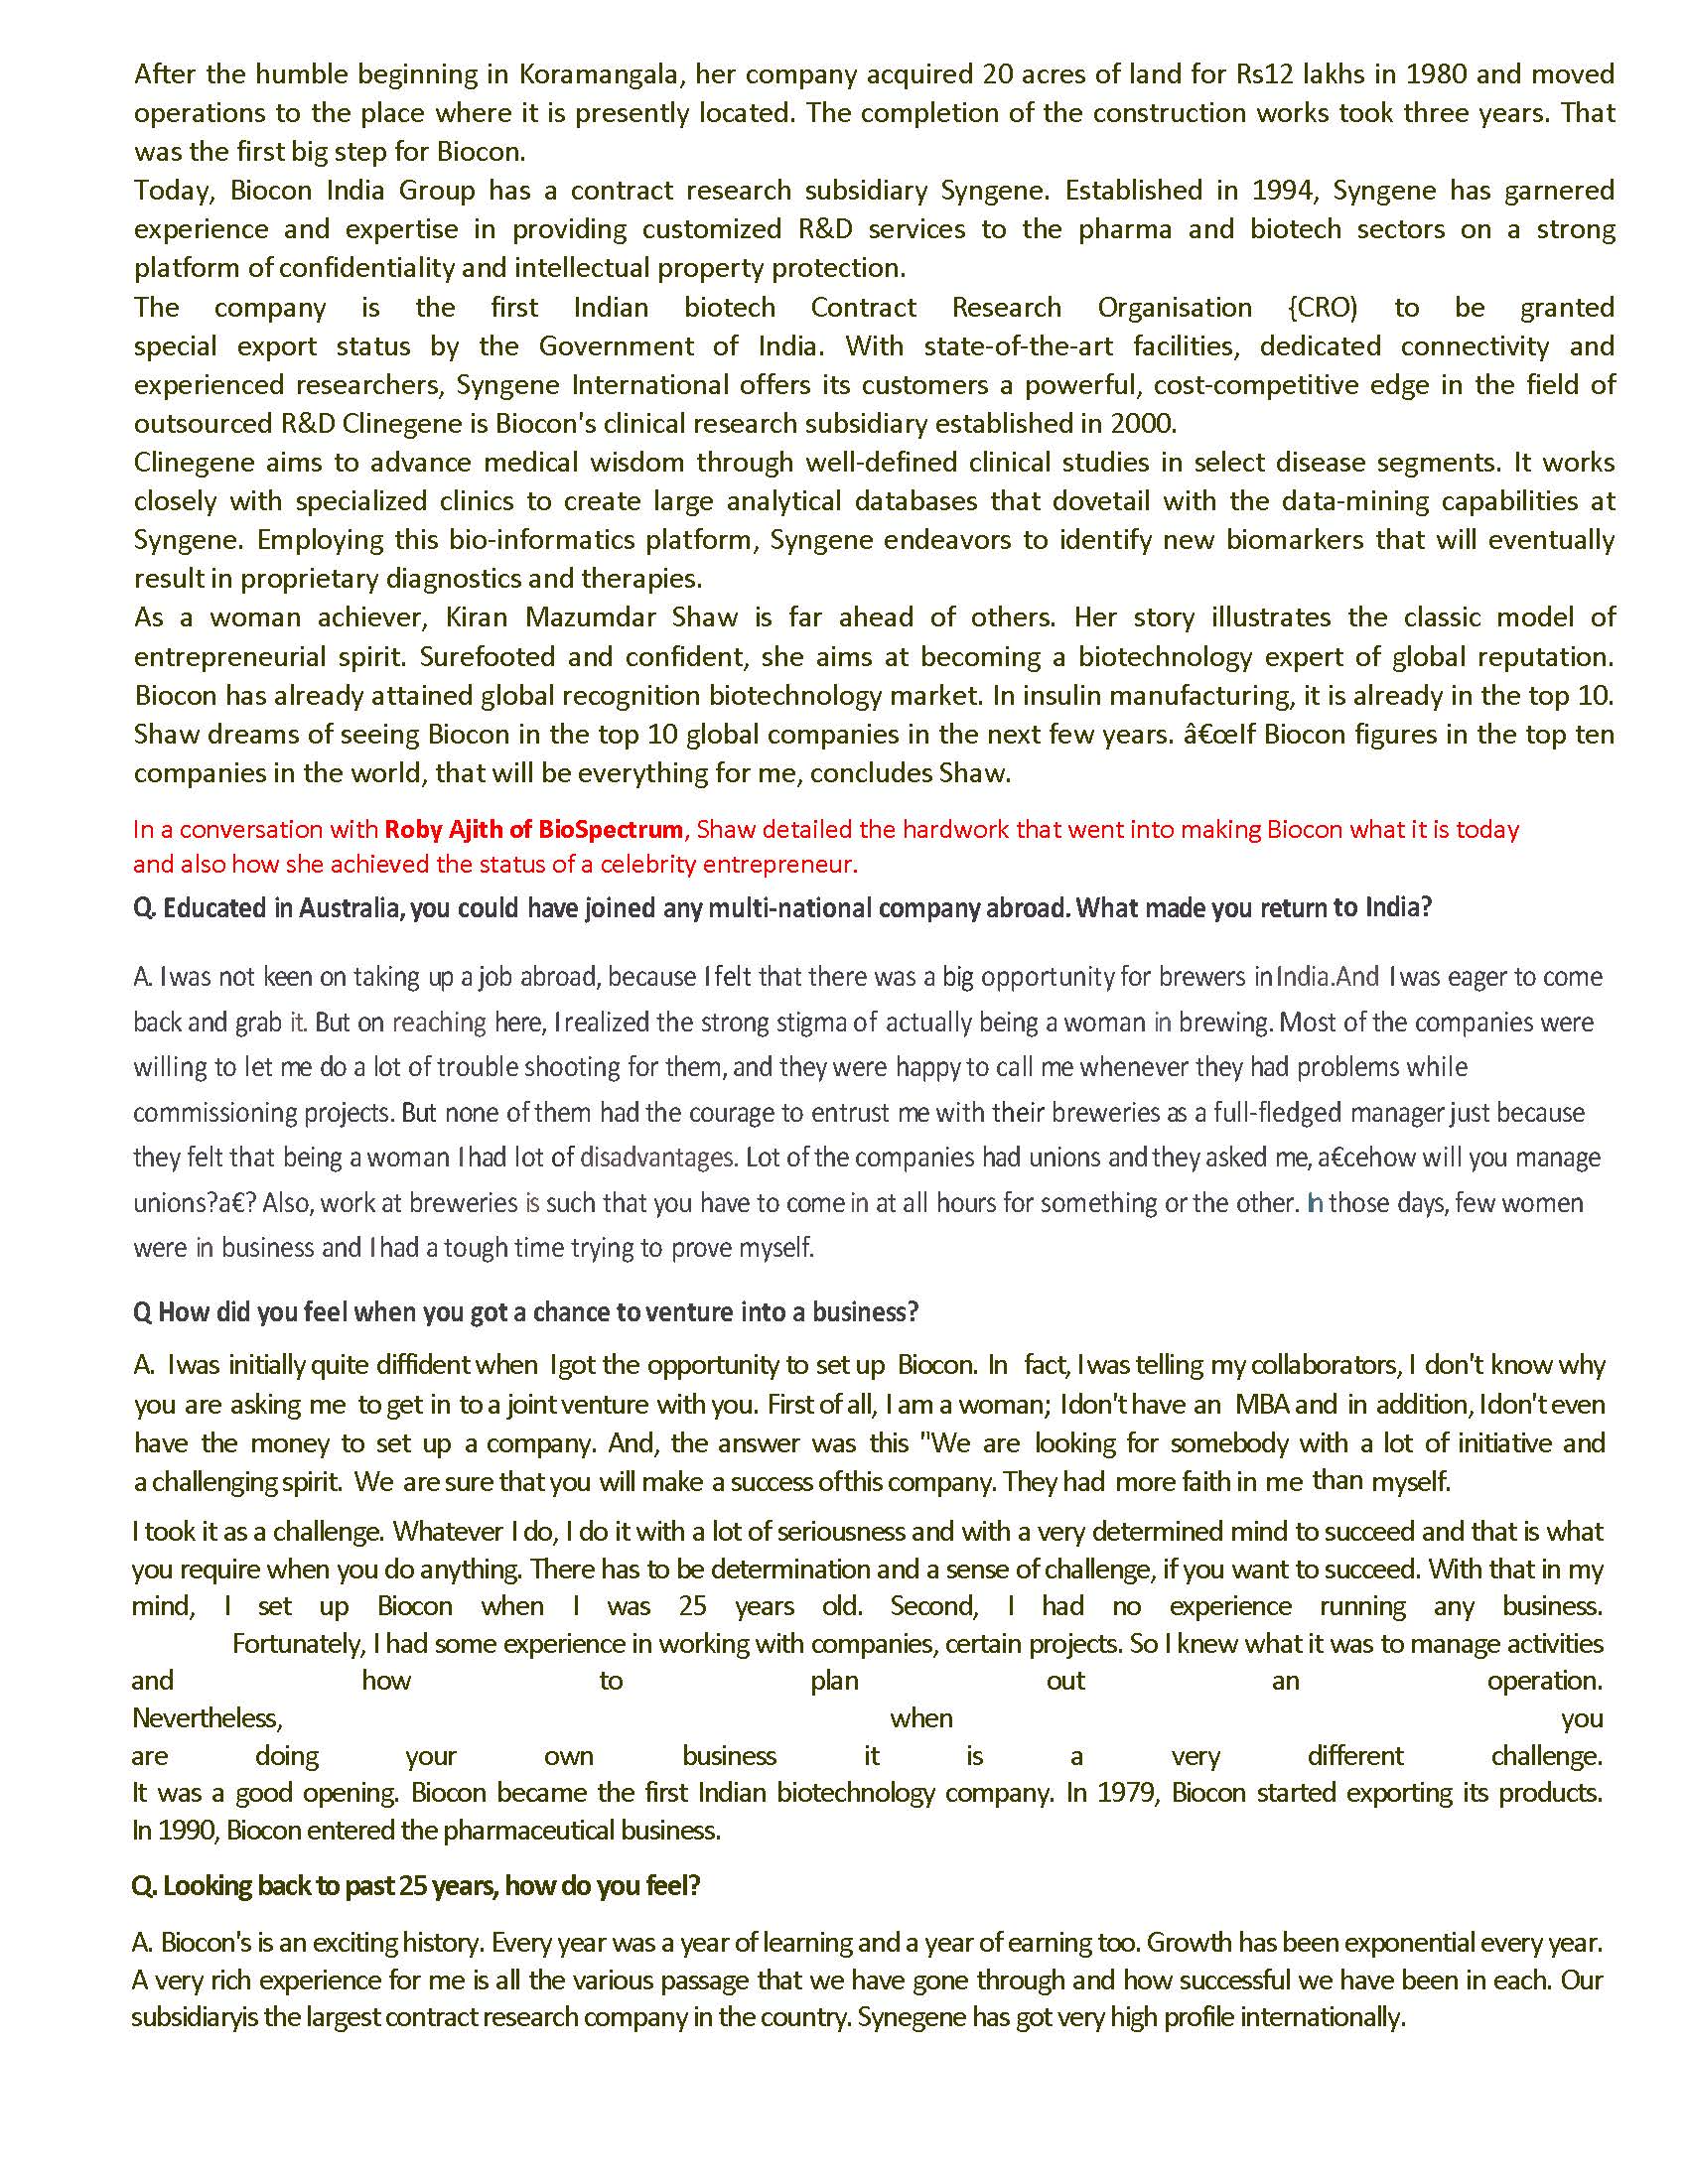 After the humble beginning in Koramangala, her company acquired 20 acres of land for Rs12 lakhs in 1980 and moved
operations to the place where it is presently located. The completion of the construction works took three years. That
was the first big step for Biocon.
Today, Biocon India Group has a contract research subsidiary Syngene. Established in 1994, Syngene has garnered
experience and expertise in providing customized R&D services to the pharma and biotech sectors on a strong
platform of confidentiality and intellectual property protection.
The company is the first Indian biotech Contract Research Organisation {CRO) to be granted
special export status by the Government of India. With state-of-the-art facilities, dedicated connectivity and
experienced researchers, Syngene International offers its customers a powerful, cost-competitive edge in the field of
outsourced R&D Clinegene is Biocon's clinical research subsidiary established in 2000.
Clinegene aims to advance medical wisdom through well-defined clinical studies in select disease segments. It works
closely with specialized clinics to create large analytical databases that dovetail with the data-mining capabilities at
Syngene. Employing this bio-informatics platform, Syngene endeavors to identify new biomarkers that will eventually
result in proprietary diagnostics and therapies.
As a woman achiever, Kiran Mazumdar Shaw is far ahead of others. Her story illustrates the classic model of
entrepreneurial spirit. Surefooted and confident, she aims at becoming a biotechnology expert of global reputation.
Biocon has already attained global recognition biotechnology market. In insulin manufacturing, it is already in the top 10.
Shaw dreams of seeing Biocon in the top 10 global companies in the next few years. â€œIf Biocon figures in the top ten
companies in the world, that will be everything for me, concludes Shaw.
In a conversation with Roby Ajith of BioSpectrum, Shaw detailed the hardwork that went into making Biocon what it is today
and also how she achieved the status of a celebrity entrepreneur.
Q. Educated in Australia, you could have joined any multi-national company abroad. What made you return to India?
A. I was not keen on taking up a job abroad, because I felt that there was a big opportunity for brewers in India.And I was eager to come
back and grab it. But on reaching here, I realized the strong stigma of actually being a woman in brewing. Most of the companies were
willing to let me do a lot of trouble shooting for them, and they were happy to call me whenever they had problems while
commissioning projects. But none of them had the courage to entrust me with their breweries as a full-fledged manager just because
they felt that being a woman I had lot of disadvantages. Lot of the companies had unions and they asked me, a€cehow will you manage
unions?a€? Also, work at breweries is such that you have to come in at all hours for something or the other. In those days, few women
were in business and I had a tough time trying to prove myself.
Q How did you feel when you got a chance to venture into a business?
A. I was initially quite diffident when I got the opportunity to set up Biocon. In fact, I was telling my collaborators, I don't know why
you are asking me to get in to a joint venture with you. First of all, I am a woman; I don't have an MBA and in addition, I don't even
have the money to set up a company. And, the answer was this "We are looking for somebody with a lot of initiative and
a challenging spirit. We are sure that you will make a success of this company. They had more faith in me than myself.
I took it as a challenge. Whatever I do, I do it with a lot of seriousness and with a very determined mind to succeed and that is what
you require when you do anything. There has to be determination and a sense of challenge, if you want to succeed. With that in my
mind, I set up Biocon when I was 25 years old. Second, I had no experience running any business.
Fortunately, I had some experience in working with companies, certain projects. So I knew what it was to manage activities
and how to plan out an operation.
Nevertheless, when you
are doing your own business it is a very different challenge.
It was a good opening. Biocon became the first Indian biotechnology company. In 1979, Biocon started exporting its products.
In 1990, Biocon entered the pharmaceutical business.
Q. Looking back to past 25 years, how do you feel?
A. Biocon's is an exciting history. Every year was a year of learning and a year of earning too. Growth has been exponential every year.
A very rich experience for me is all the various passage that we have gone through and how successful we have been in each. Our
subsidiaryis the largest contract research company in the country. Synegene has got very high profile internationally.